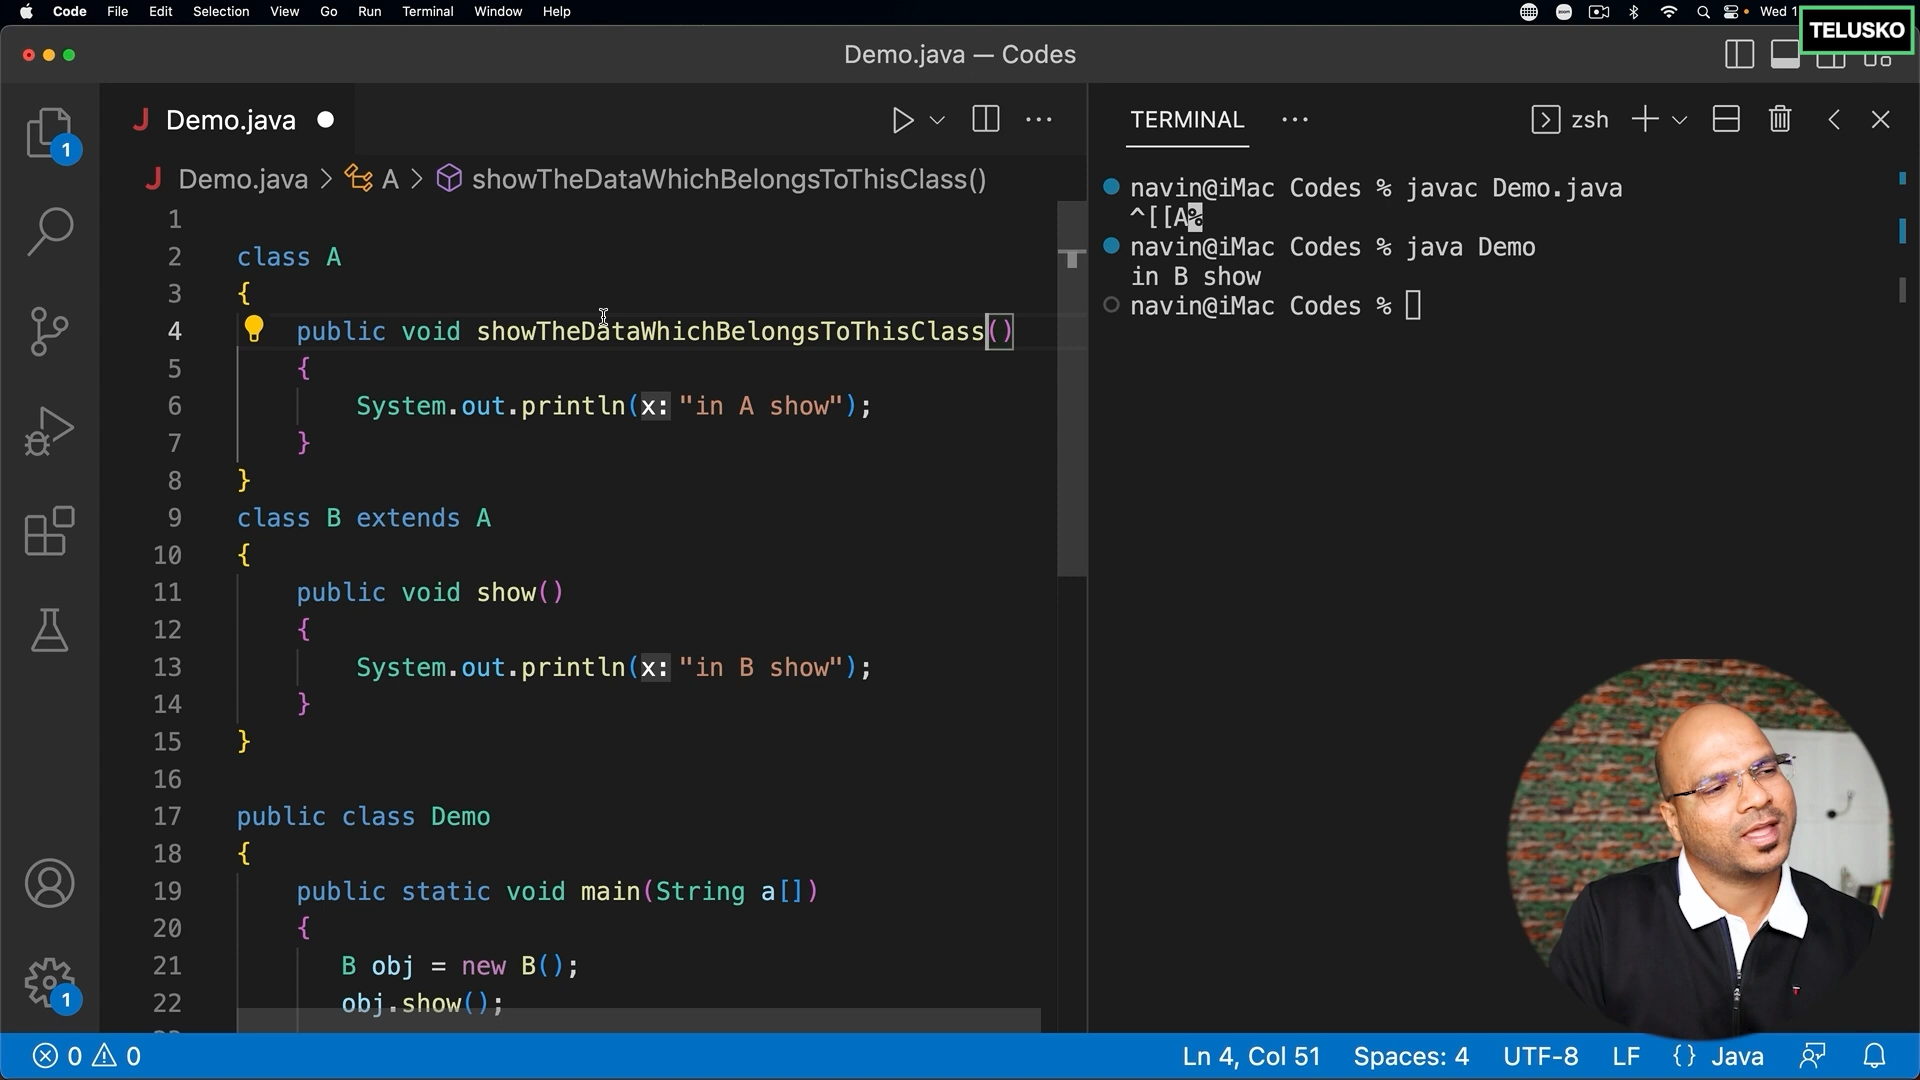 Code File Edit Selection View Go Run Terminal Window Help
zoom
Wed 1
TELUSKO
Demo.java — Codes
J Demo.java
TERMINAL
zsh
1
J Demo.java > A > showTheDataWhichBelongsToThisClass()
1
2 class A
3 {
4 public void showTheDataWhichBelongsToThisClass()
5 {
6 System.out.println(x: "in A show");
7 }
8 }
9 class B extends A
10 {
11 public void show()
12 {
13 System.out.println(x: "in B show");
14 }
15 }
16
17 public class Demo
18 {
19 public static void main(String a[])
20 {
21 B obj = new B();
22 obj.show();
navin@iMac Codes % javac Demo.java
^[[A%
navin@iMac Codes % java Demo
in B show
navin@iMac Codes %
1
0 0
Ln 4, Col 51 Spaces: 4 UTF-8 LF {} Java